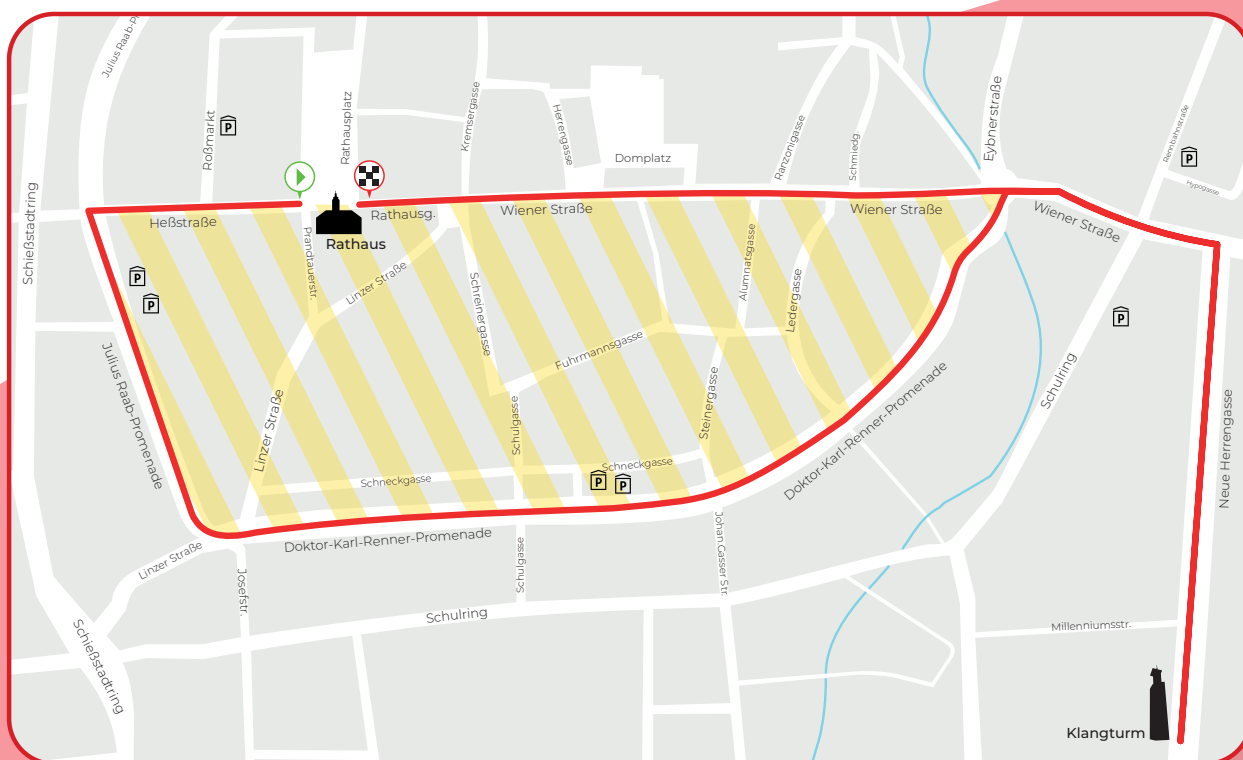 Julius Raab-P
Roßmarkt
P
Rathausplatz
Kremsergasse
Herrengasse
Domplatz
Ranzonigasse
Schmiedg.
Eybnerstraße
Rennbahnstraße
P
Hypogasse
Schießstadtring
Heßstraße
Rathausg.
Wiener Straße
Wiener Straße
Wiener Straße
Rathaus
Prandtauerstr.
Linzer Straße
P
P
Schreinergasse
Alumnatsgasse
Ledergasse
P
Julius Raab-Promenade
Fuhrmannsgasse
Linzer Straße
Schulgasse
Steinergasse
Schulring
Neue Herrengasse
Schneckgasse
Schneckgasse
P
P
Doktor-Karl-Renner-Promenade
Doktor-Karl-Renner-Promenade
Linzer Straße
Josefstr.
Schulgasse
Johan.Gasser Str.
Schulring
Millenniumsstr.
Schießstadtring
Klangturm